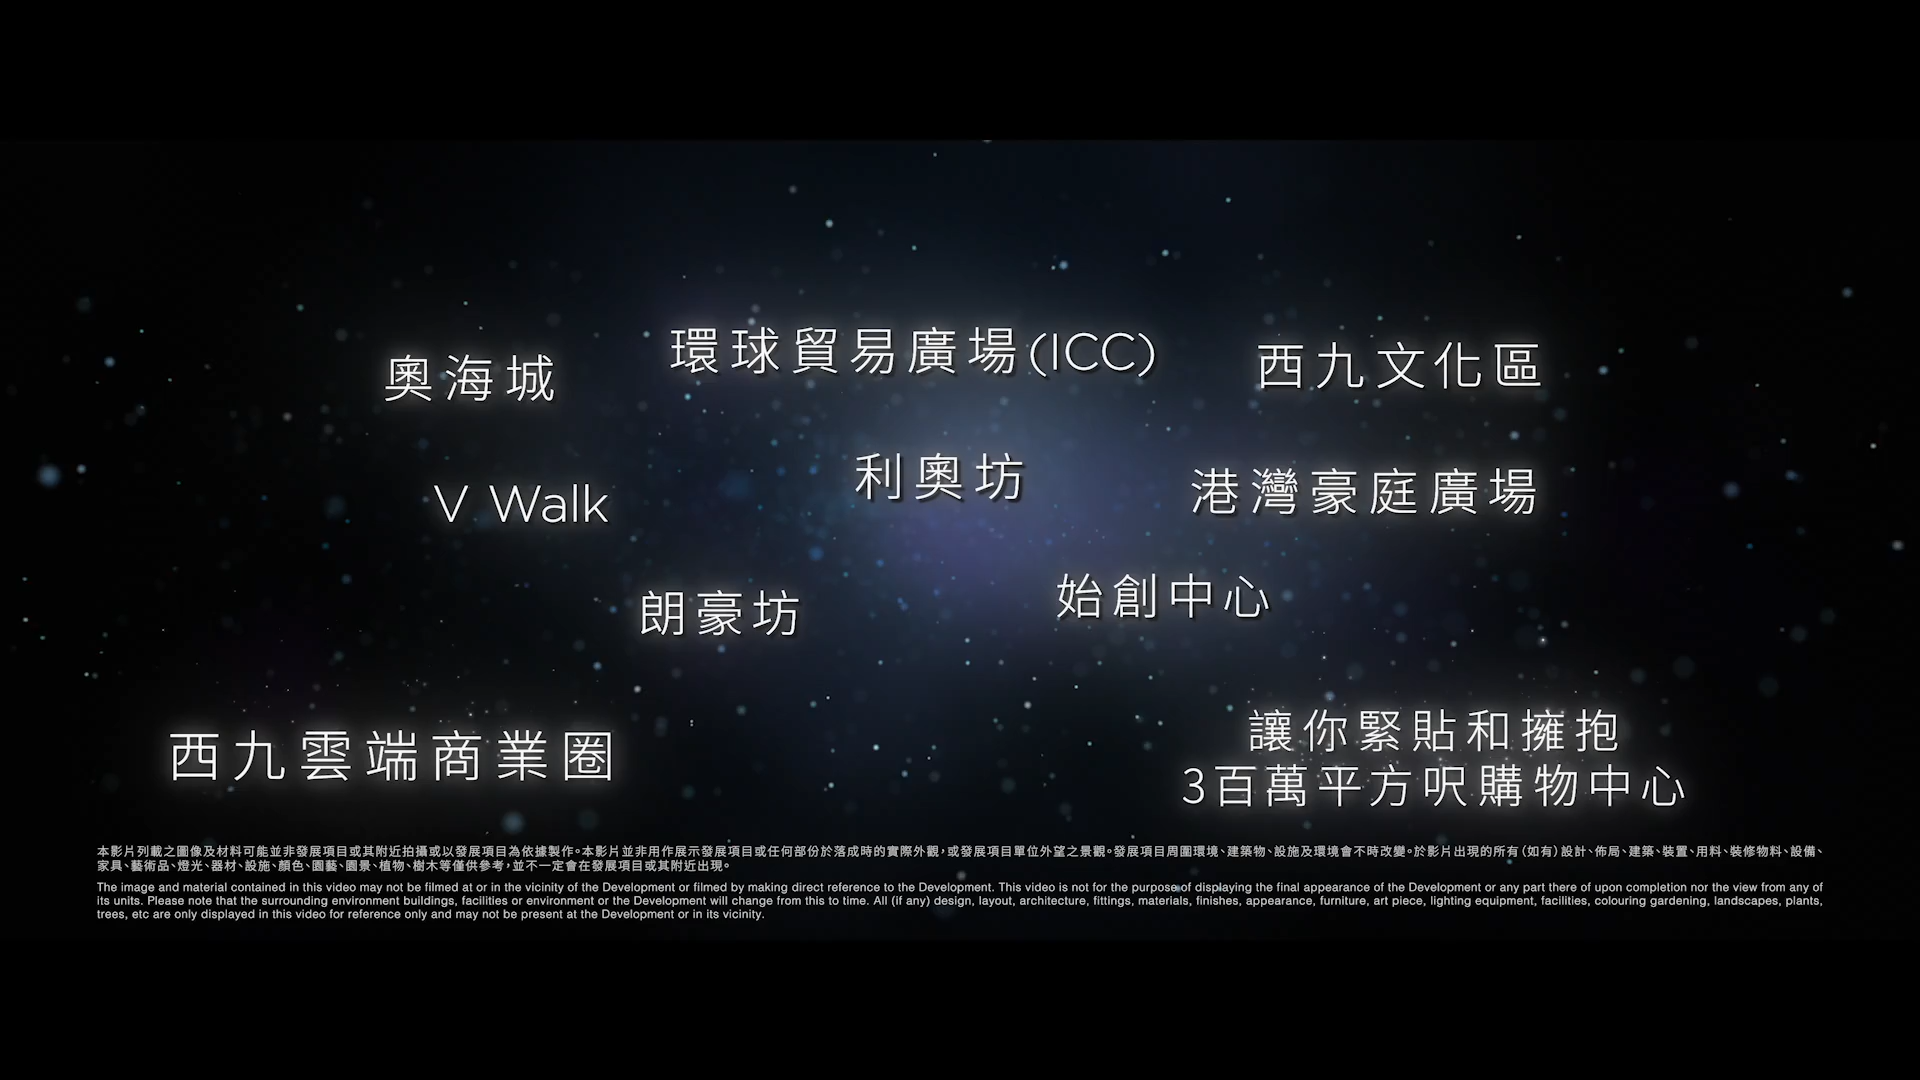 奧海城
環球貿易廣場(ICC)
西九文化區
V Walk
利奧坊
港灣豪庭廣場
朗豪坊
始創中心
西九雲端商業圈
讓你緊貼和擁抱
3百萬平方呎購物中心
本影片列載之圖像及材料可能並非發展項目或其附近拍攝或以發展項目為依據製作。本影片並非用作展示發展項目或任何部份於落成時的實際外觀，或發展項目單位外望之景觀。發展項目周圍環境、建築物、設施及環境會不時改變。於影片出現的所有（如有）設計、佈局、建築、裝置、用料、裝修物料、設備、
家具、藝術品、燈光、器材、設施、顏色、園藝、園景、植物、樹木等僅供參考，並不一定會在發展項目或其附近出現。
The image and material contained in this video may not be filmed at or in the vicinity of the Development or filmed by making direct reference to the Development. This video is not for the purpose of displaying the final appearance of the Development or any part there of upon completion nor the view from any of
its units. Please note that the surrounding environment buildings, facilities or environment or the Development will change from this to time. All (if any) design, layout, architecture, fittings, materials, finishes, appearance, furniture, art piece, lighting equipment, facilities, colouring gardening, landscapes, plants,
trees, etc are only displayed in this video for reference only and may not be present at the Development or in its vicinity.